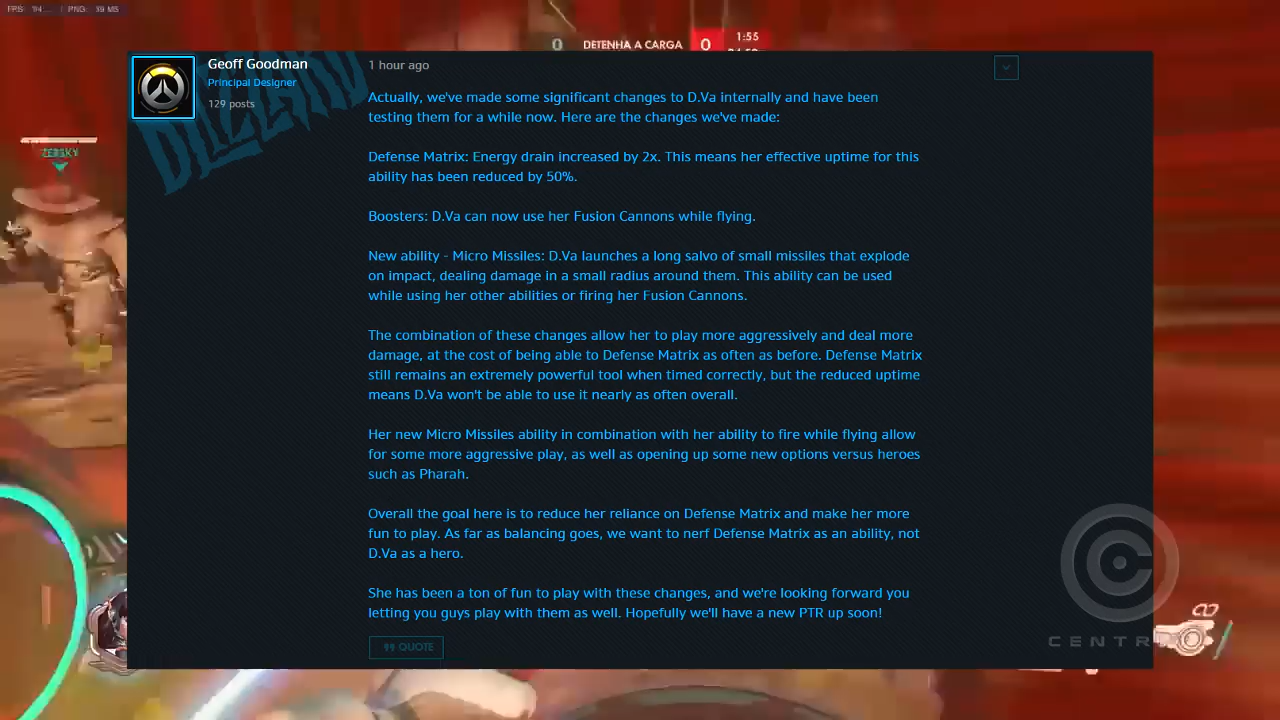 DETENHA A CARGA
0
0
1:55
Geoff Goodman
Principal Designer
129 posts
1 hour ago
Actually, we've made some significant changes to D.Va internally and have been
testing them for a while now. Here are the changes we've made:
Defense Matrix: Energy drain increased by 2x. This means her effective uptime for this
ability has been reduced by 50%.
Boosters: D.Va can now use her Fusion Cannons while flying.
New ability - Micro Missiles: D.Va launches a long salvo of small missiles that explode
on impact, dealing damage in a small radius around them. This ability can be used
while using her other abilities or firing her Fusion Cannons.
The combination of these changes allow her to play more aggressively and deal more
damage, at the cost of being able to Defense Matrix as often as before. Defense Matrix
still remains an extremely powerful tool when timed correctly, but the reduced uptime
means D.Va won't be able to use it nearly as often overall.
Her new Micro Missiles ability in combination with her ability to fire while flying allow
for some more aggressive play, as well as opening up some new options versus heroes
such as Pharah.
Overall the goal here is to reduce her reliance on Defense Matrix and make her more
fun to play. As far as balancing goes, we want to nerf Defense Matrix as an ability, not
D.Va as a hero.
She has been a ton of fun to play with these changes, and we're looking forward you
letting you guys play with them as well. Hopefully we'll have a new PTR up soon!
QUOTE
BLIZZARD
CENTR